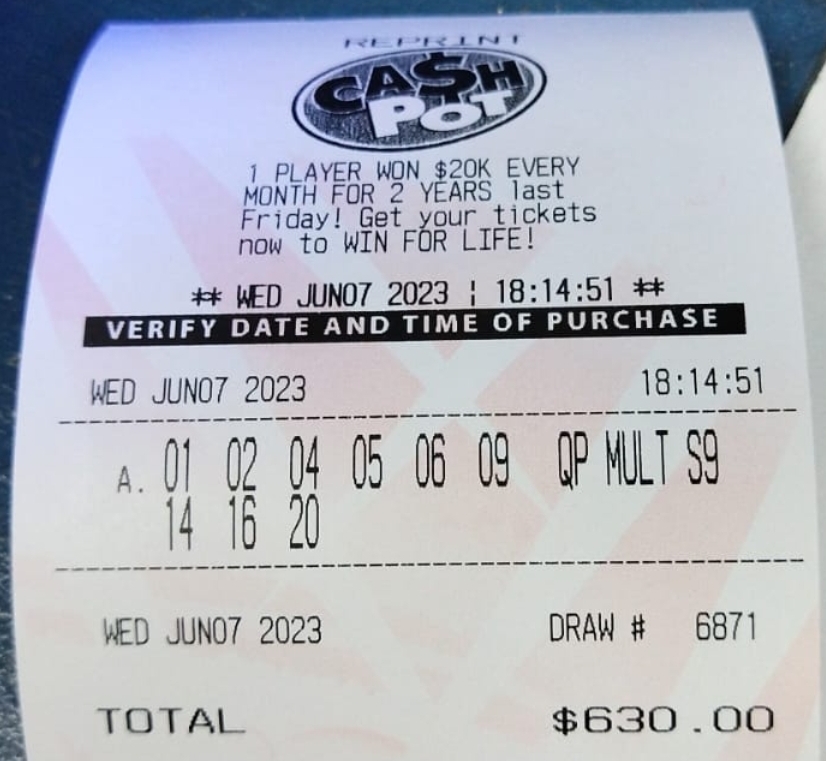 REPRINT
CA$H
POT
1 PLAYER WON $20K EVERY
MONTH FOR 2 YEARS last
Friday! Get your tickets
now to WIN FOR LIFE!
** WED JUN07 2023 ¦ 18:14:51 **
VERIFY DATE AND TIME OF PURCHASE
WED JUN07 2023 18:14:51
A. 01 02 04 05 06 09 QP MULT S9
14 16 20
WED JUN07 2023 DRAW # 6871
TOTAL $630.00